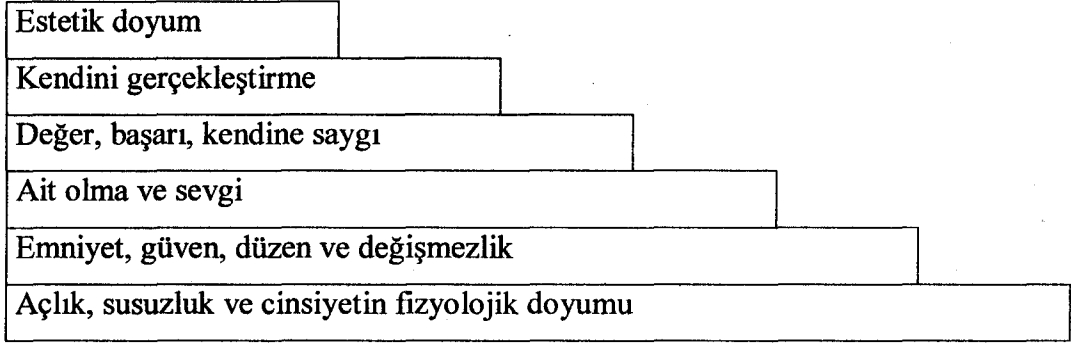 Estetik doyum
Kendini gerçekleştirme
Değer, başarı, kendine saygı
Ait olma ve sevgi
Emniyet, güven, düzen ve değişmezlik
Açlık, susuzluk ve cinsiyetin fizyolojik doyumu